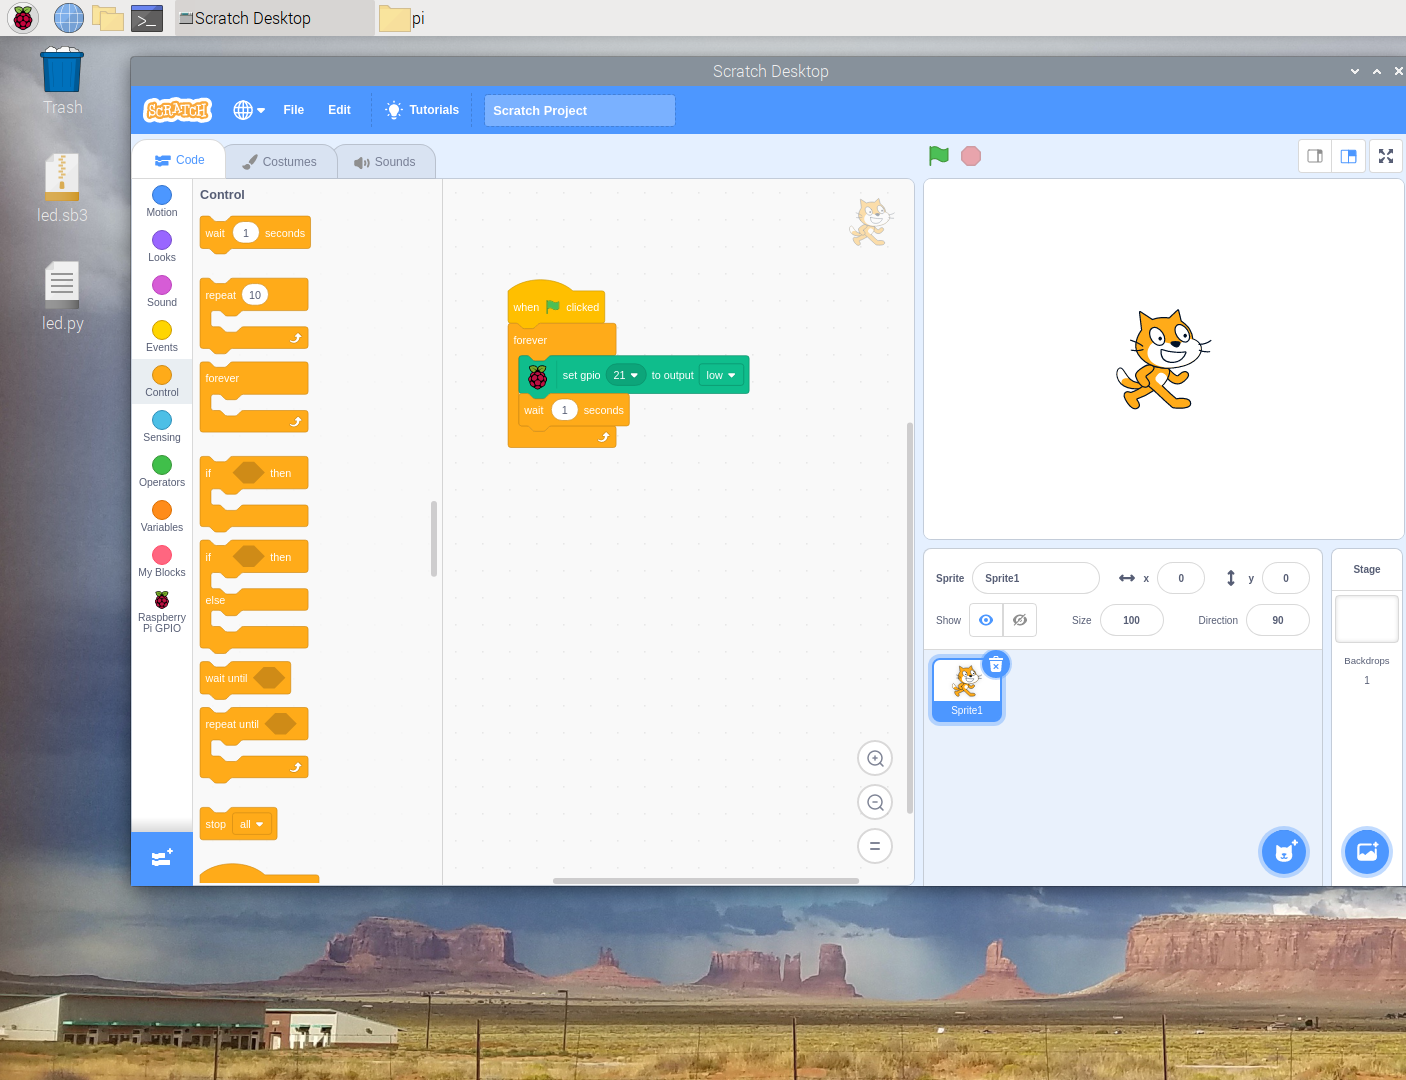 Scratch Desktop
pi
Trash
led.sb3
led.py
Scratch Desktop
SCRATCH
File
Edit
Tutorials
Scratch Project
Code
Costumes
Sounds
Motion
Looks
Sound
Events
Control
Sensing
Operators
Variables
My Blocks
Raspberry
Pi GPIO
Control
wait 1 seconds
repeat 10
forever
if then
if then
else
wait until
repeat until
stop all
when clicked
forever
set gpio 21 to output low
wait 1 seconds
Sprite Sprite1 x 0 y 0
Show Size 100 Direction 90
Sprite1
Stage
Backdrops
1